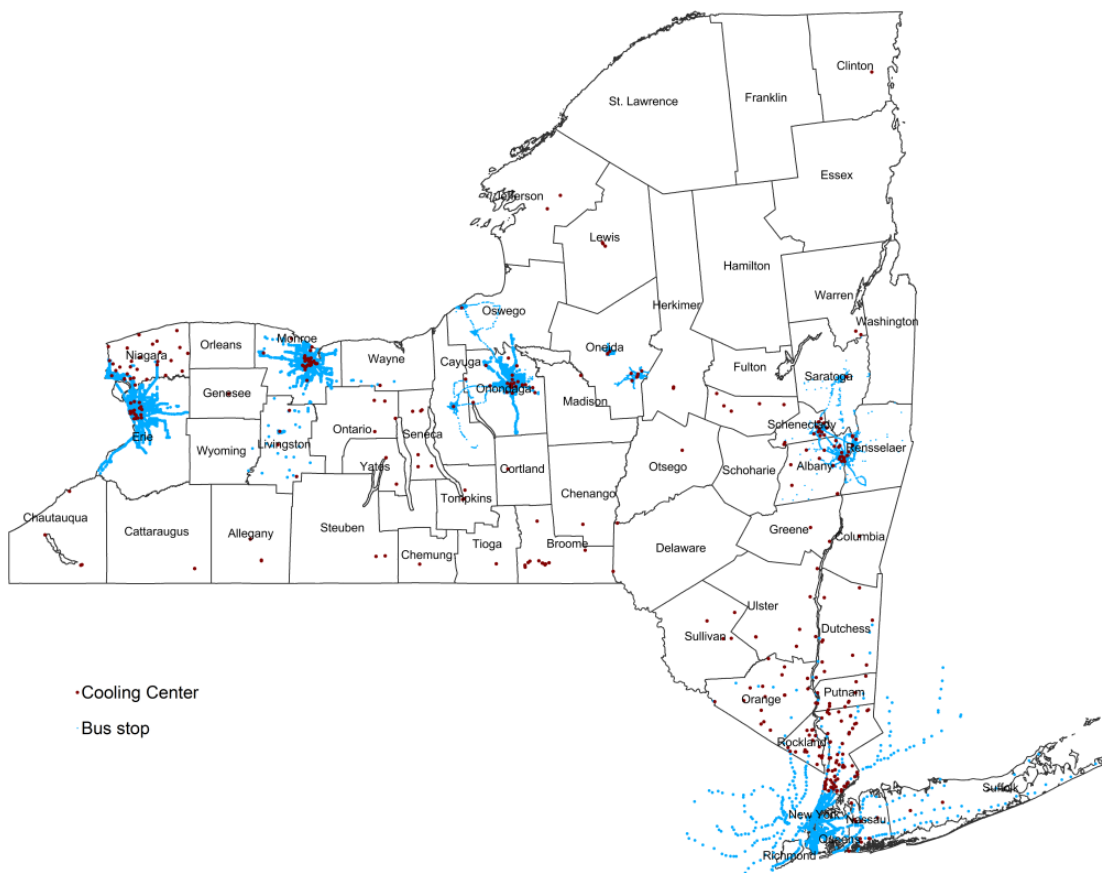 Clinton
St. Lawrence
Franklin
Essex
Jefferson
Lewis
Hamilton
Herkimer
Warren
Washington
Oswego
Oneida
Niagara
Orleans
Monroe
Wayne
Cayuga
Onondaga
Madison
Fulton
Saratoga
Genesee
Erie
Wyoming
Livingston
Ontario
Seneca
Yates
Cortland
Otsego
Schoharie
Schenectady
Albany
Rensselaer
Chautauqua
Cattaraugus
Allegany
Steuben
Chemung
Tompkins
Tioga
Broome
Chenango
Delaware
Greene
Columbia
Ulster
Sullivan
Dutchess
Orange
Putnam
Rockland
Cooling Center
Bus stop
Suffolk
New York
Nassau
Queens
Richmond